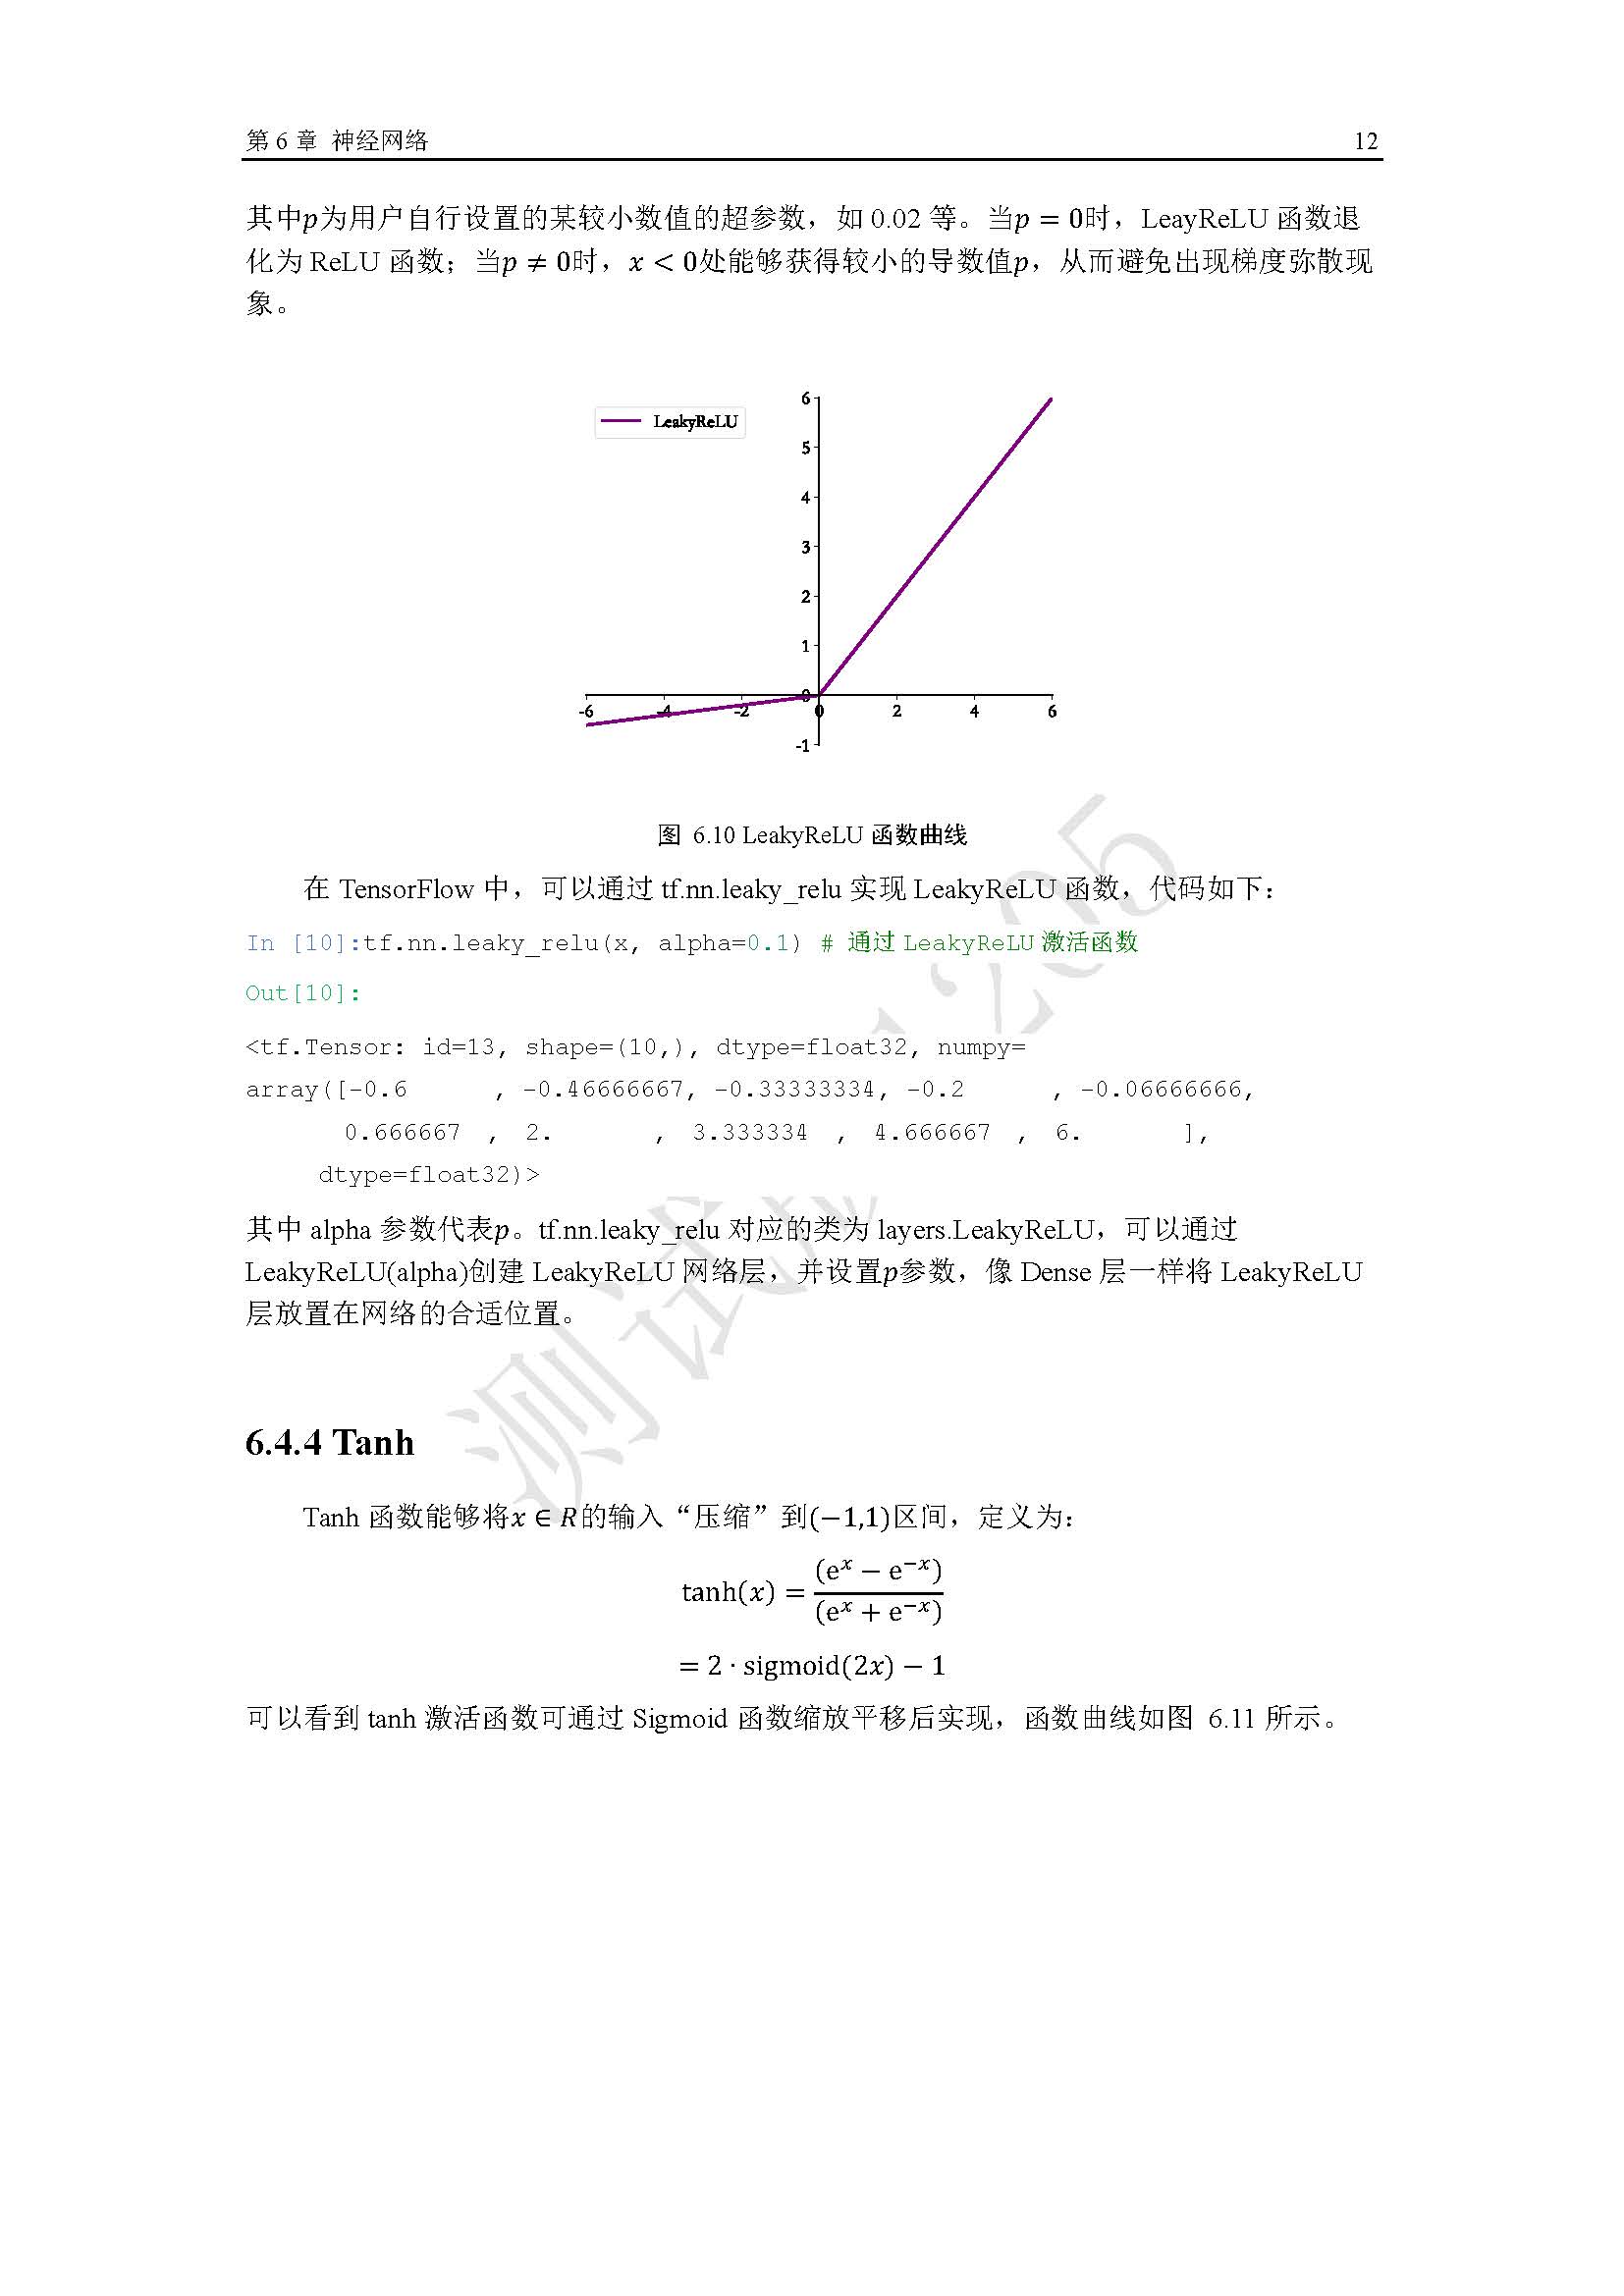 第 6 章 神经网络 12
其中p为用户自行设置的某较小数值的超参数，如 0.02 等。当p = 0时，LeayReLU 函数退
化为 ReLU 函数；当p ≠ 0时，x < 0处能够获得较小的导数值p，从而避免出现梯度弥散现
象。
LeakyReLU
6
5
4
3
2
1
0
-1
-6 -4 -2 0 2 4 6
图 6.10 LeakyReLU 函数曲线
在 TensorFlow 中，可以通过 tf.nn.leaky_relu 实现 LeakyReLU 函数，代码如下：
In [10]:tf.nn.leaky_relu(x, alpha=0.1) # 通过 LeakyReLU 激活函数
Out[10]:
<tf.Tensor: id=13, shape=(10,), dtype=float32, numpy=
array([-0.6 , -0.46666667, -0.33333334, -0.2 , -0.06666666,
0.666667 , 2. , 3.333334 , 4.666667 , 6. ],
dtype=float32)>
其中 alpha 参数代表p。tf.nn.leaky_relu 对应的类为 layers.LeakyReLU，可以通过
LeakyReLU(alpha)创建 LeakyReLU 网络层，并设置p参数，像 Dense 层一样将 LeakyReLU
层放置在网络的合适位置。
6.4.4 Tanh
Tanh 函数能够将x ∈ R的输入“压缩”到(−1,1)区间，定义为：
tanh(x) = (eˣ − e⁻ˣ) / (eˣ + e⁻ˣ)
= 2 · sigmoid(2x) − 1
可以看到 tanh 激活函数可通过 Sigmoid 函数缩放平移后实现，函数曲线如图 6.11 所示。